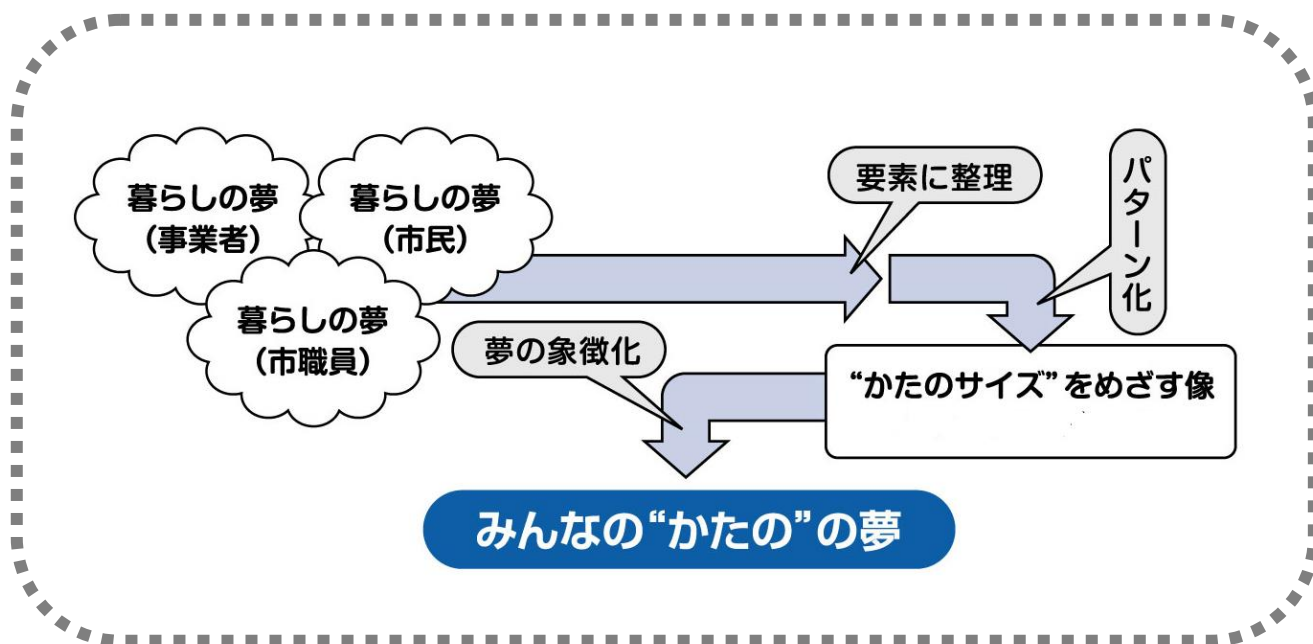 暮らしの夢
（事業者）
暮らしの夢
（市民）
暮らしの夢
（市職員）
要素に整理
パターン化
“かたのサイズ”をめざす像
夢の象徴化
みんなの“かたの”の夢